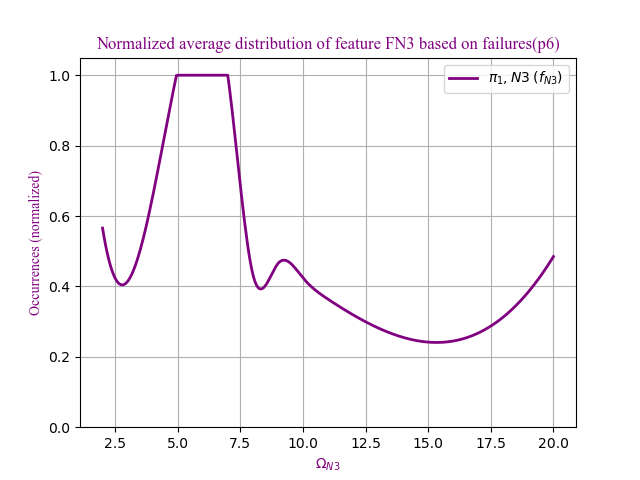 Normalized average distribution of feature FN3 based on failures(p6)
π₁, N3 (f_N3)
Occurrences (normalized)
1.0
0.8
0.6
0.4
0.2
0.0
2.5 5.0 7.5 10.0 12.5 15.0 17.5 20.0
Ω_N3